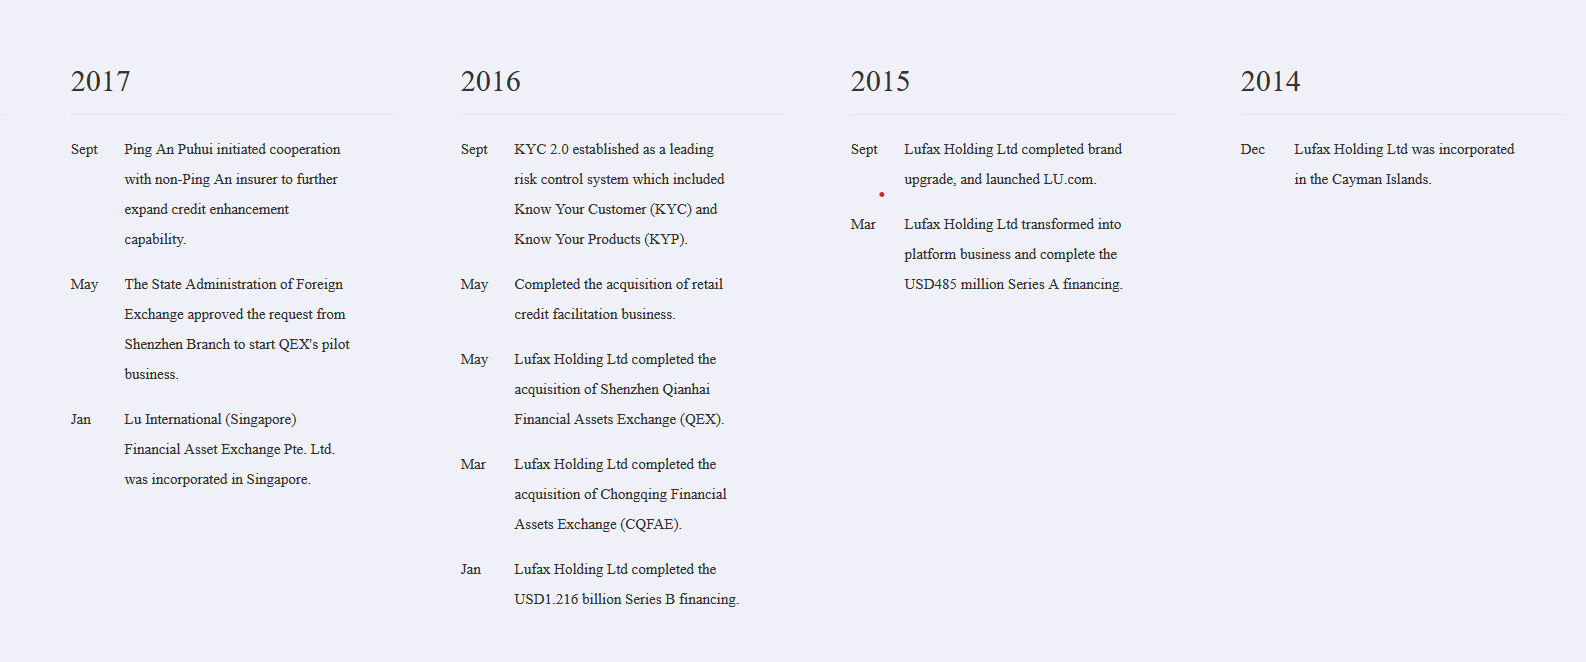 2017
Sept Ping An Puhui initiated cooperation
with non-Ping An insurer to further
expand credit enhancement
capability.
May The State Administration of Foreign
Exchange approved the request from
Shenzhen Branch to start QEX's pilot
business.
Jan Lu International (Singapore)
Financial Asset Exchange Pte. Ltd.
was incorporated in Singapore.
2016
Sept KYC 2.0 established as a leading
risk control system which included
Know Your Customer (KYC) and
Know Your Products (KYP).
May Completed the acquisition of retail
credit facilitation business.
May Lufax Holding Ltd completed the
acquisition of Shenzhen Qianhai
Financial Assets Exchange (QEX).
Mar Lufax Holding Ltd completed the
acquisition of Chongqing Financial
Assets Exchange (CQFAE).
Jan Lufax Holding Ltd completed the
USD1.216 billion Series B financing.
2015
Sept Lufax Holding Ltd completed brand
upgrade, and launched LU.com.
Mar Lufax Holding Ltd transformed into
platform business and complete the
USD485 million Series A financing.
2014
Dec Lufax Holding Ltd was incorporated
in the Cayman Islands.